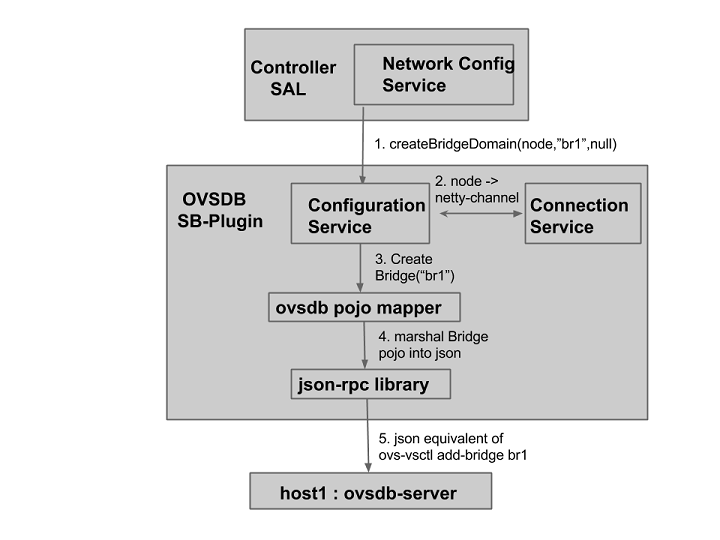 Controller
SAL
Network Config
Service
1. createBridgeDomain(node,”br1”,null)
OVSDB
SB-Plugin
Configuration
Service
2. node ->
netty-channel
Connection
Service
3. Create
Bridge(“br1”)
ovsdb pojo mapper
4. marshal Bridge
pojo into json
json-rpc library
5. json equivalent of
ovs-vsctl add-bridge br1
host1 : ovsdb-server